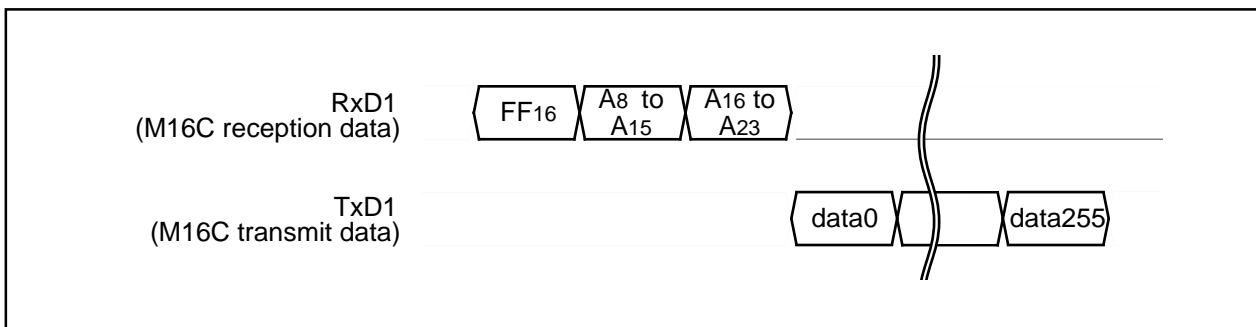 RxD1
(M16C reception data)
FF16
A8 to
A15
A16 to
A23
TxD1
(M16C transmit data)
data0
data255